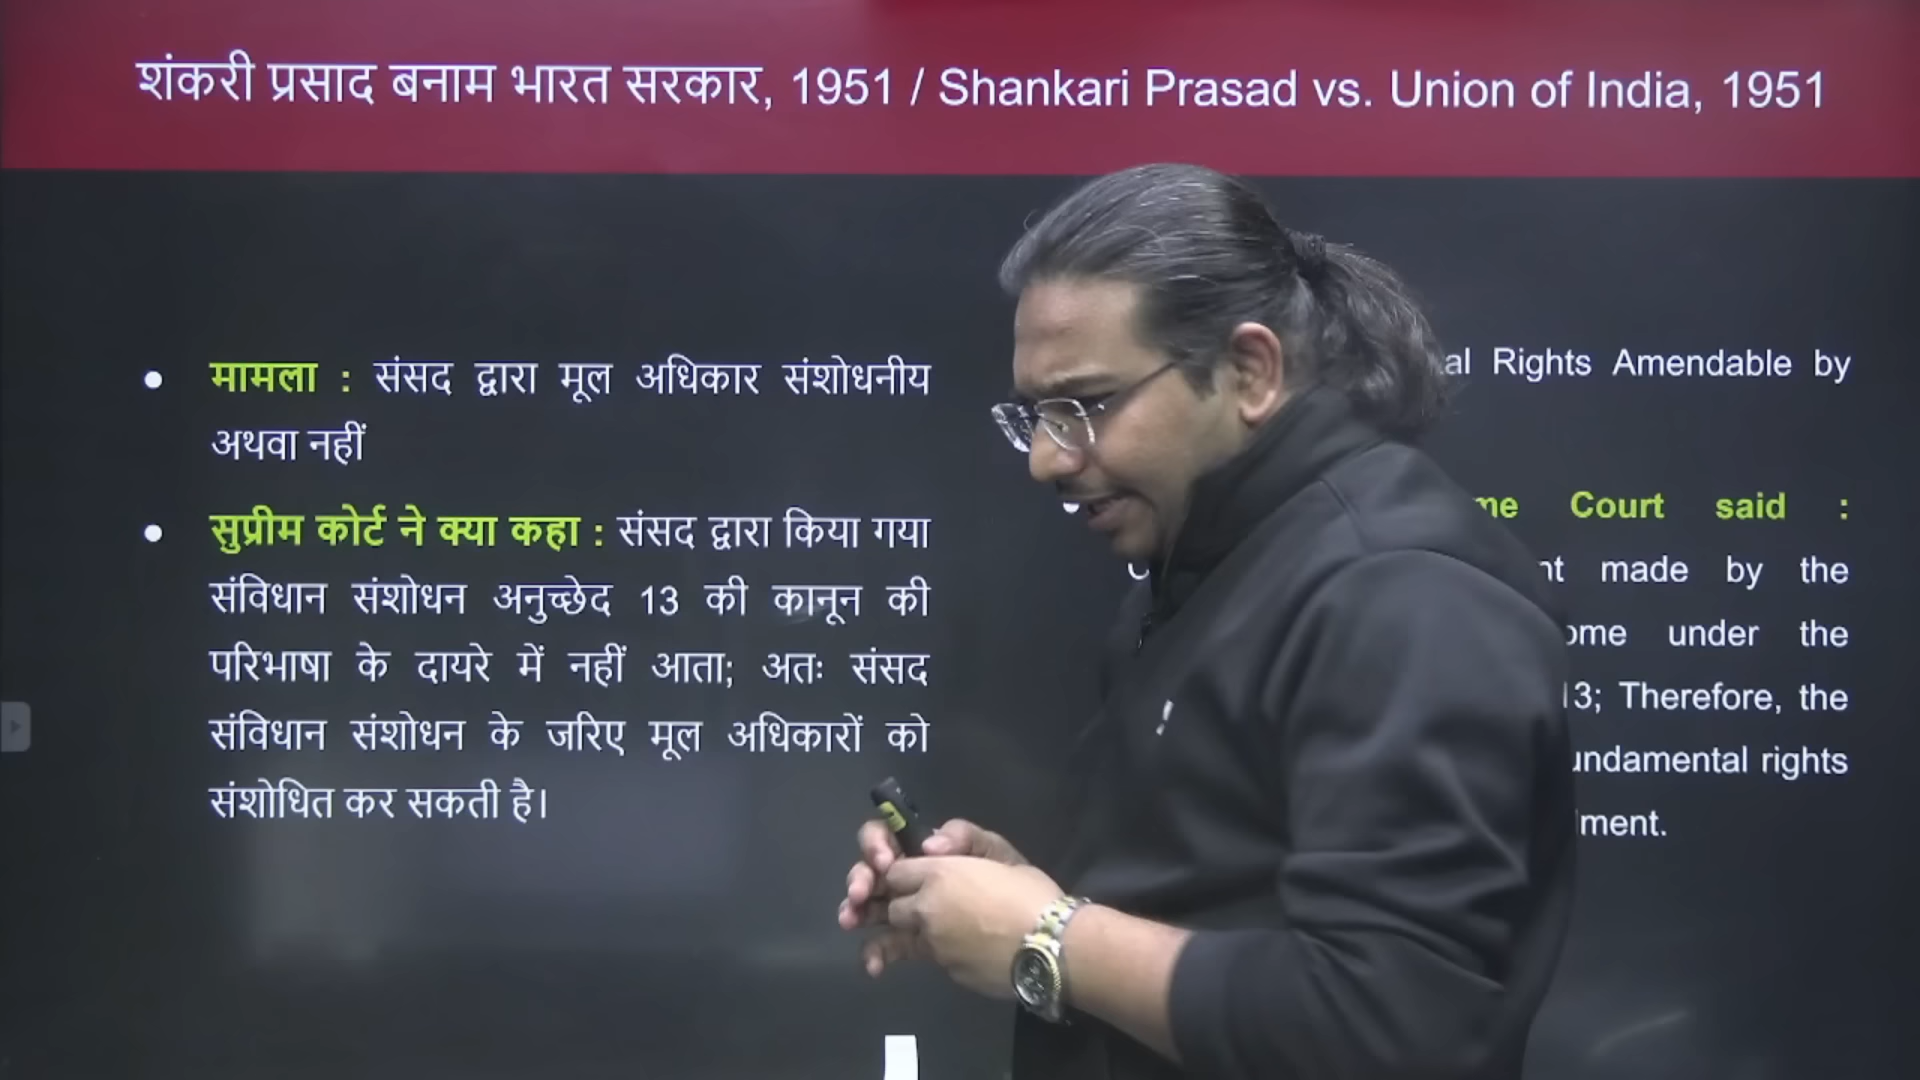 शंकरी प्रसाद बनाम भारत सरकार, 1951 / Shankari Prasad vs. Union of India, 1951
मामला : संसद द्वारा मूल अधिकार संशोधनीय
अथवा नहीं
सुप्रीम कोर्ट ने क्या कहा : संसद द्वारा किया गया
संविधान संशोधन अनुच्छेद 13 की कानून की
परिभाषा के दायरे में नहीं आता; अतः संसद
संविधान संशोधन के जरिए मूल अधिकारों को
संशोधित कर सकती है।
Rights Amendable by
Court said :
made by the
under the
13; Therefore, the
rights